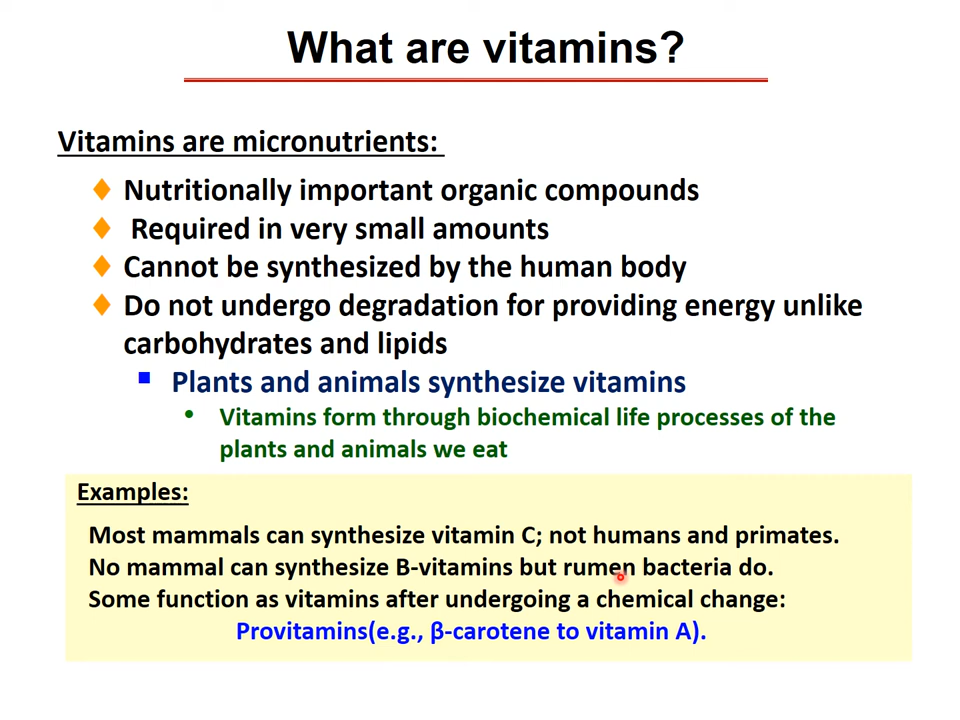 What are vitamins?
Vitamins are micronutrients:
Nutritionally important organic compounds
Required in very small amounts
Cannot be synthesized by the human body
Do not undergo degradation for providing energy unlike
carbohydrates and lipids
Plants and animals synthesize vitamins
Vitamins form through biochemical life processes of the
plants and animals we eat
Examples:
Most mammals can synthesize vitamin C; not humans and primates.
No mammal can synthesize B-vitamins but rumen bacteria do.
Some function as vitamins after undergoing a chemical change:
Provitamins(e.g., β-carotene to vitamin A).